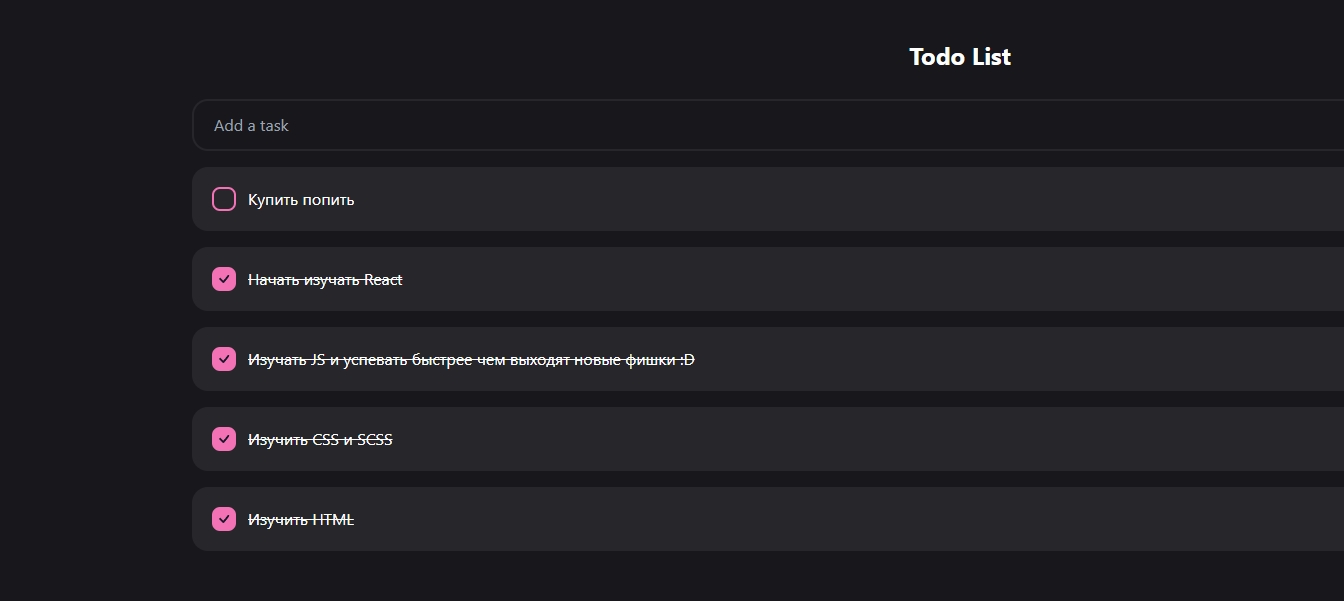 Todo List
Add a task
Купить попить
Начать изучать React
Изучать JS и успевать быстрее чем выходят новые фишки :D
Изучить CSS и SCSS
Изучить HTML